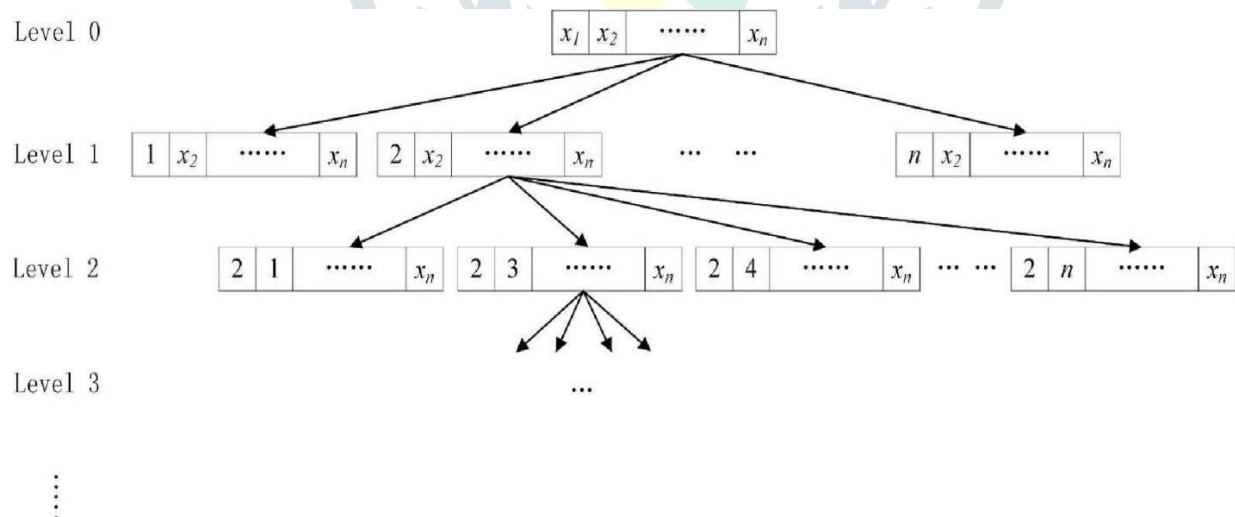 Level 0 x₁ x₂ ······ xₙ
Level 1 1 x₂ ······ xₙ 2 x₂ ······ xₙ ··· ··· n x₂ ······ xₙ
Level 2 2 1 ······ xₙ 2 3 ······ xₙ 2 4 ······ xₙ ··· ··· 2 n ······ xₙ
Level 3 ···